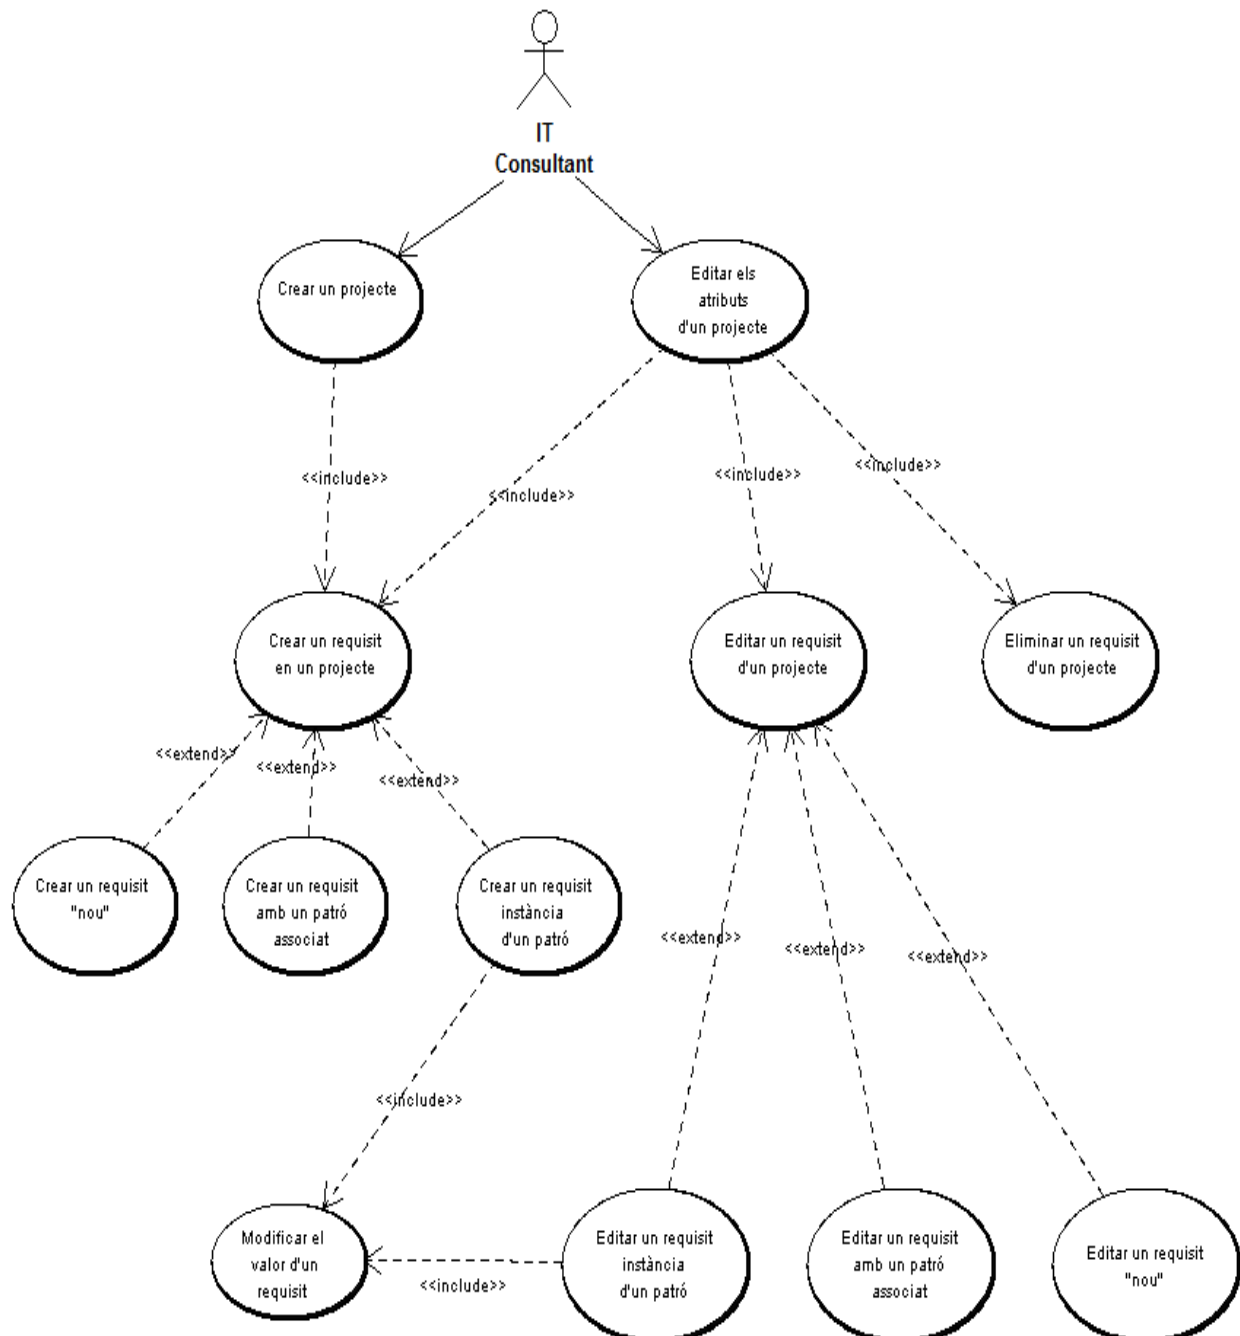 IT
Consultant
Crear un projecte
Editar els
atributs
d'un projecte
<<include>>
<<include>>
<<include>>
<<include>>
Crear un requisit
en un projecte
Editar un requisit
d'un projecte
Eliminar un requisit
d'un projecte
<<extend>>
<<extend>>
<<extend>>
Crear un requisit
"nou"
Crear un requisit
amb un patró
associat
Crear un requisit
instància
d'un patró
<<extend>>
<<extend>>
<<extend>>
<<include>>
Modificar el
valor d'un
requisit
<<include>>
Editar un requisit
instància
d'un patró
Editar un requisit
amb un patró
associat
Editar un requisit
"nou"